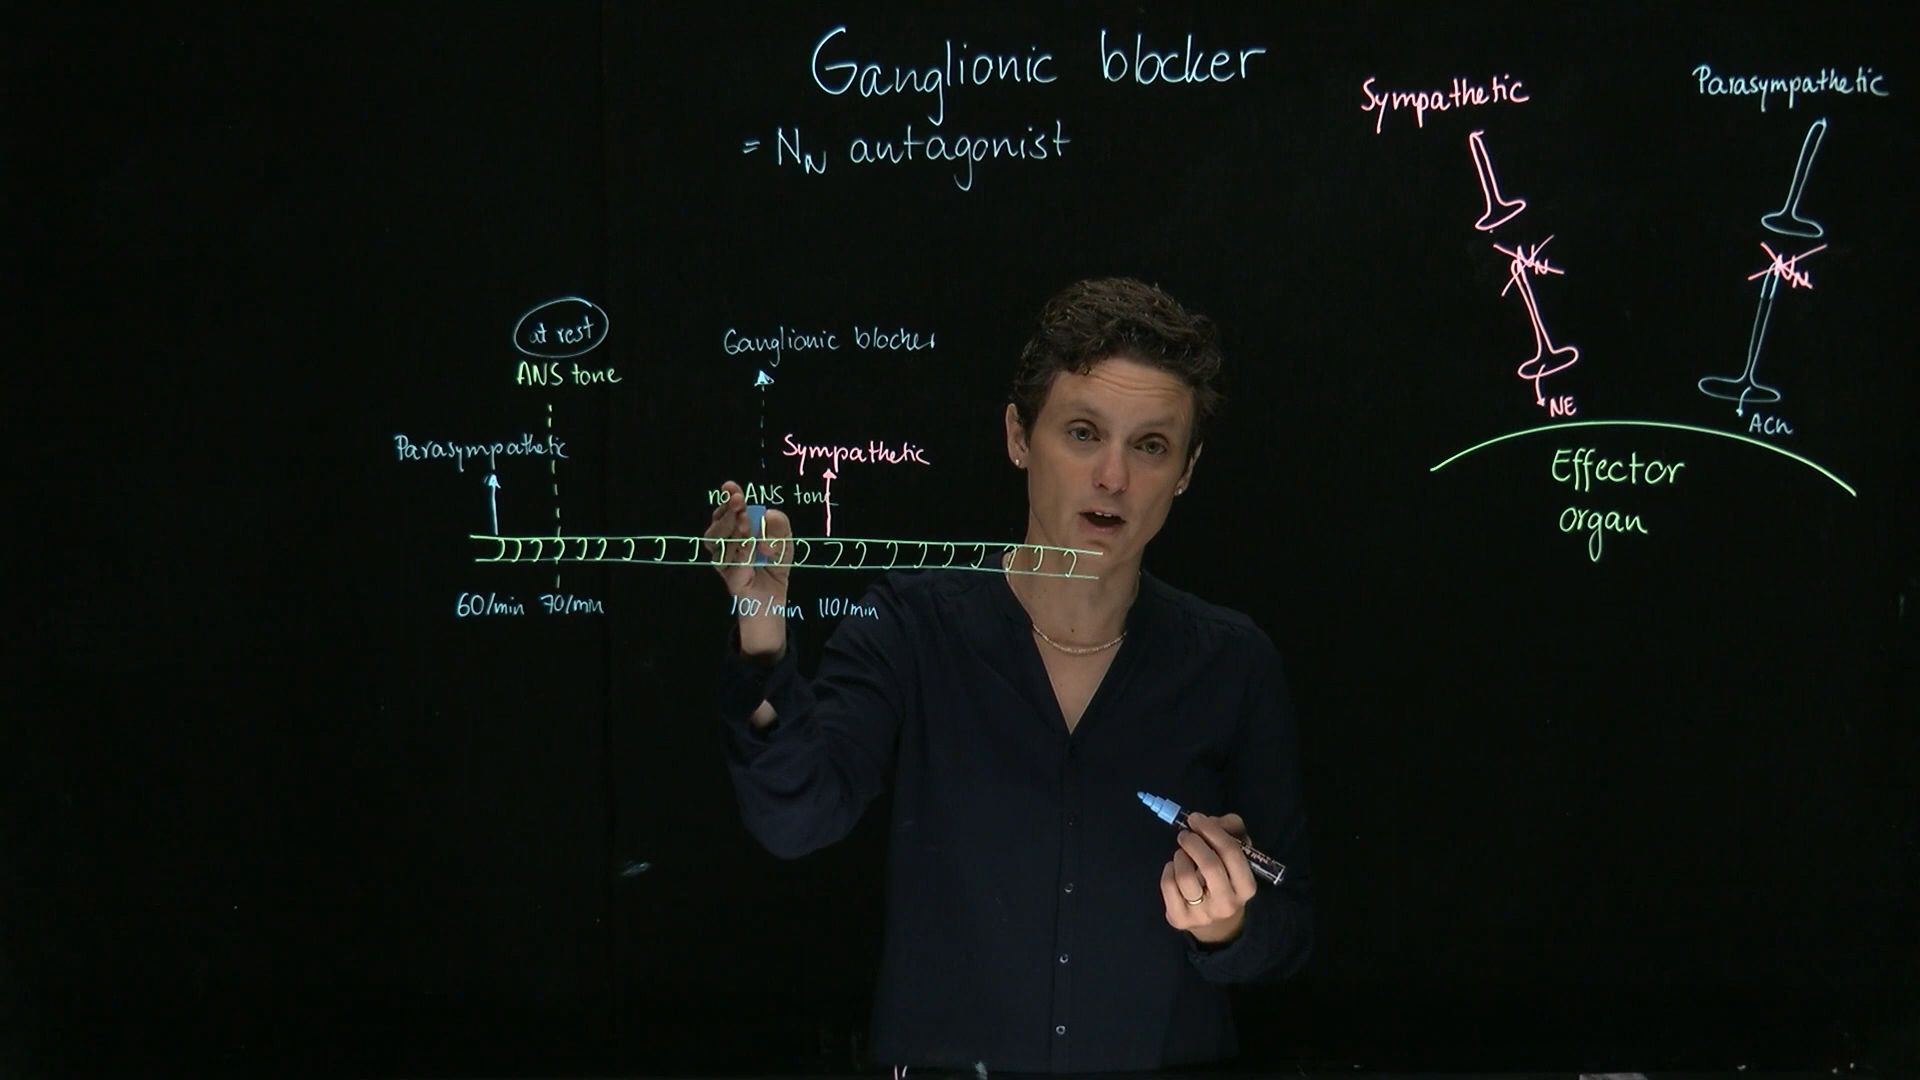 Ganglionic blocker
= NN antagonist
Sympathetic
Parasympathetic
NN
NN
NE
ACh
Effector
organ
at rest
ANS tone
Ganglionic blocker
Parasympathetic
Sympathetic
no ANS tone
60/min 70/min 100/min 110/min